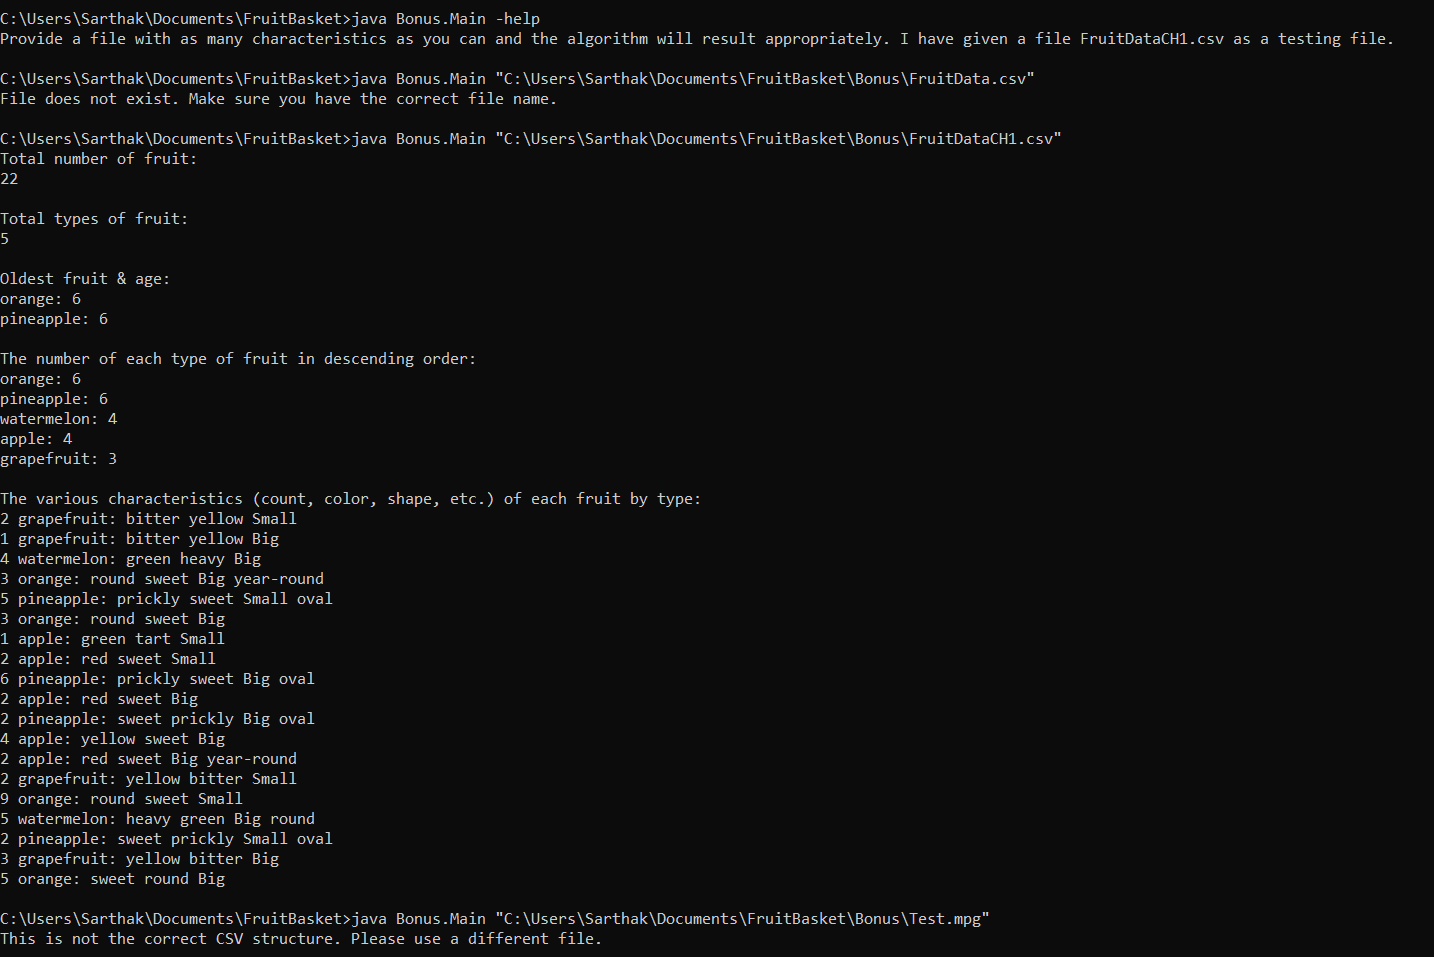 C:\Users\Sarthak\Documents\FruitBasket>java Bonus.Main -help
Provide a file with as many characteristics as you can and the algorithm will result appropriately. I have given a file FruitDataCH1.csv as a testing file.
C:\Users\Sarthak\Documents\FruitBasket>java Bonus.Main "C:\Users\Sarthak\Documents\FruitBasket\Bonus\FruitData.csv"
File does not exist. Make sure you have the correct file name.
C:\Users\Sarthak\Documents\FruitBasket>java Bonus.Main "C:\Users\Sarthak\Documents\FruitBasket\Bonus\FruitDataCH1.csv"
Total number of fruit:
22
Total types of fruit:
5
Oldest fruit & age:
orange: 6
pineapple: 6
The number of each type of fruit in descending order:
orange: 6
pineapple: 6
watermelon: 4
apple: 4
grapefruit: 3
The various characteristics (count, color, shape, etc.) of each fruit by type:
2 grapefruit: bitter yellow Small
1 grapefruit: bitter yellow Big
4 watermelon: green heavy Big
3 orange: round sweet Big year-round
5 pineapple: prickly sweet Small oval
3 orange: round sweet Big
1 apple: green tart Small
2 apple: red sweet Small
6 pineapple: prickly sweet Big oval
2 apple: red sweet Big
2 pineapple: sweet prickly Big oval
4 apple: yellow sweet Big
2 apple: red sweet Big year-round
2 grapefruit: yellow bitter Small
9 orange: round sweet Small
5 watermelon: heavy green Big round
2 pineapple: sweet prickly Small oval
3 grapefruit: yellow bitter Big
5 orange: sweet round Big
C:\Users\Sarthak\Documents\FruitBasket>java Bonus.Main "C:\Users\Sarthak\Documents\FruitBasket\Bonus\Test.mpg"
This is not the correct CSV structure. Please use a different file.